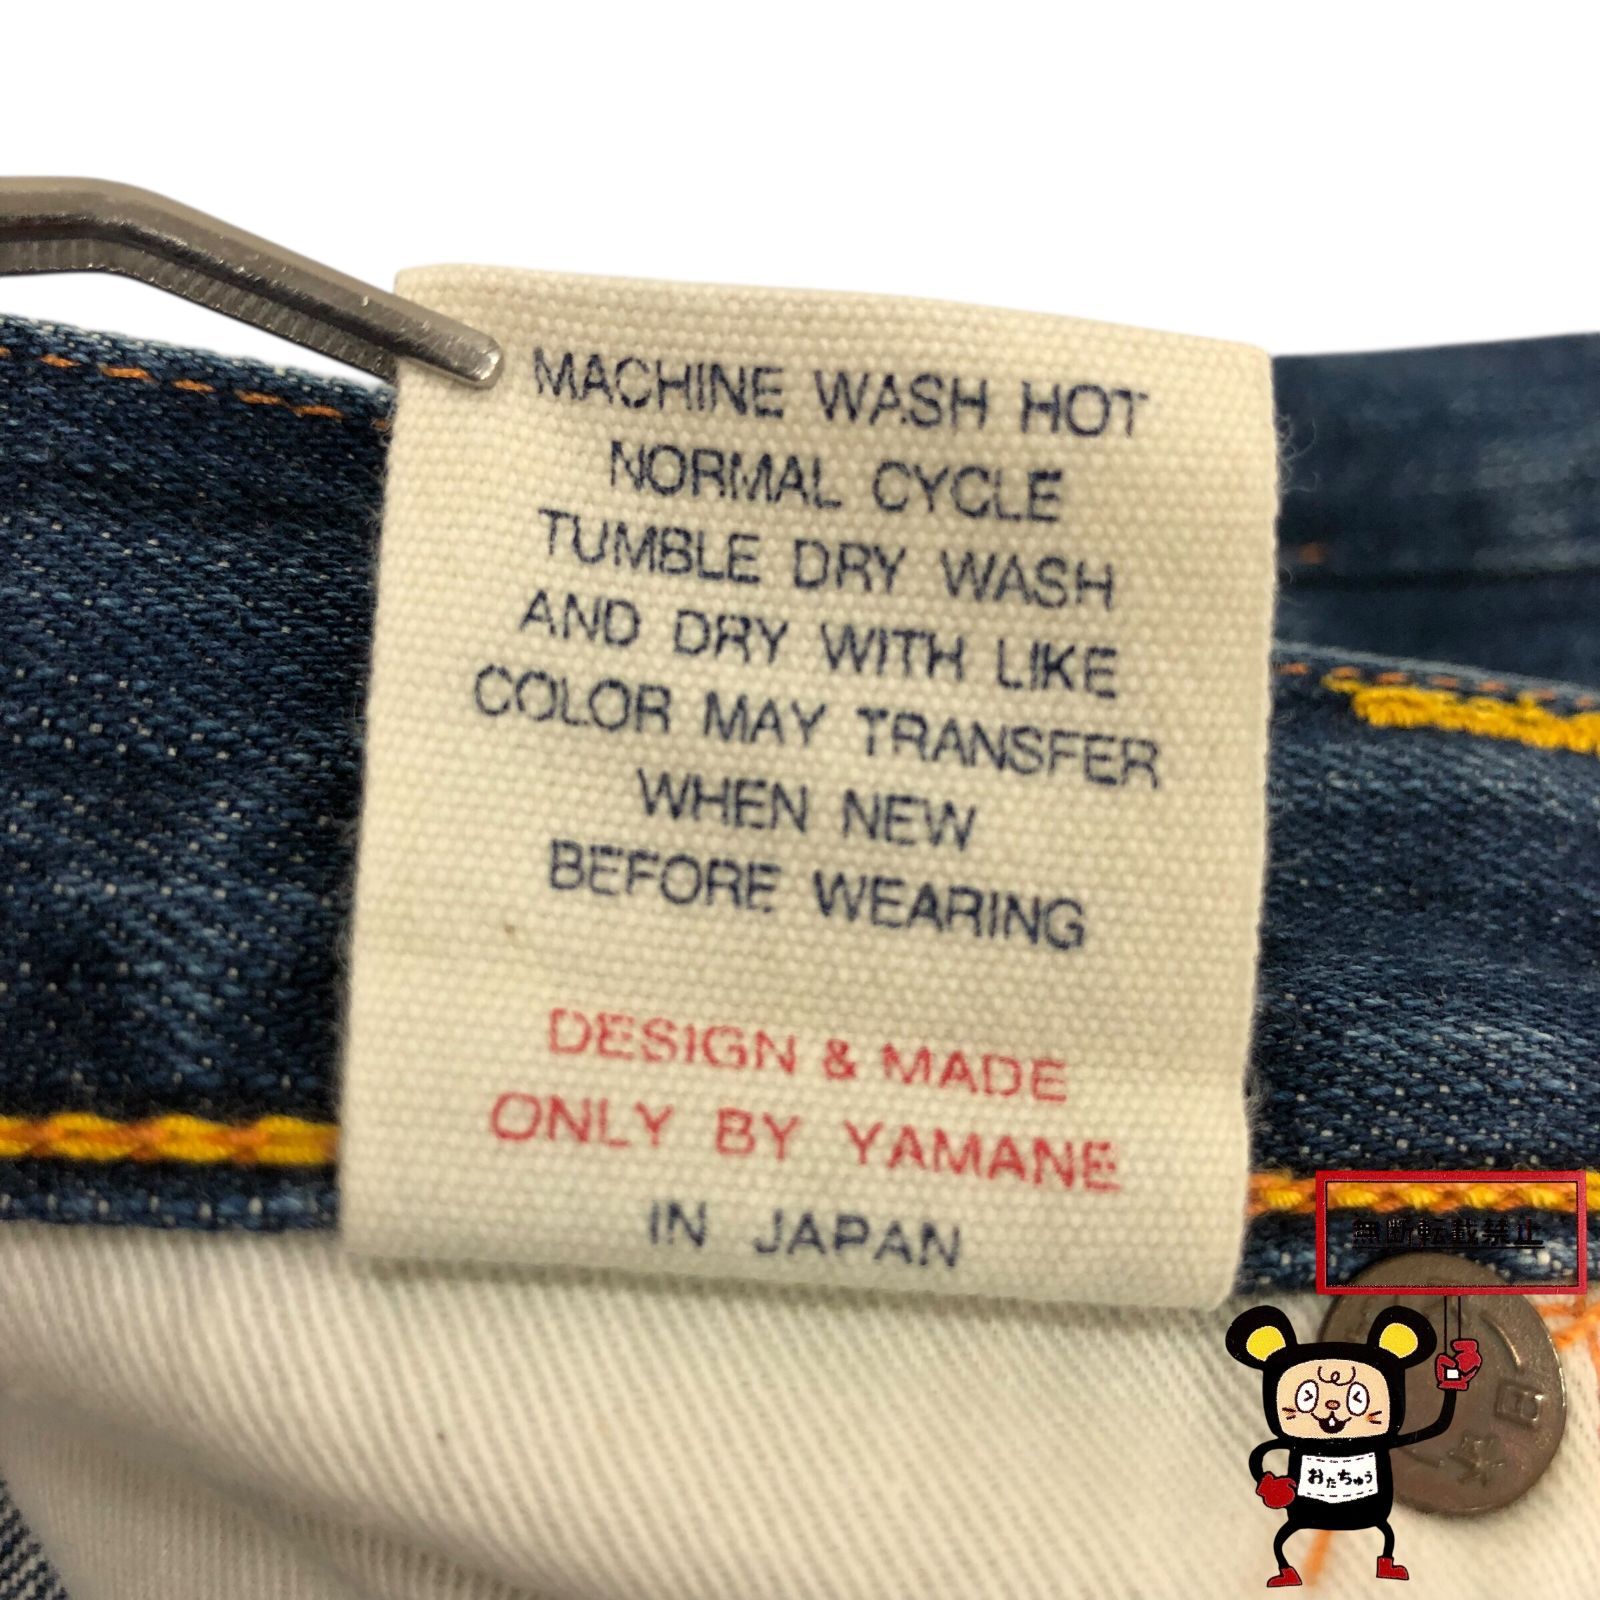 MACHINE WASH HOT
NORMAL CYCLE
TUMBLE DRY WASH
AND DRY WITH LIKE
COLOR MAY TRANSFER
WHEN NEW
BEFORE WEARING
DESIGN & MADE
ONLY BY YAMANE
IN JAPAN
無断転載禁止
おたちゅう